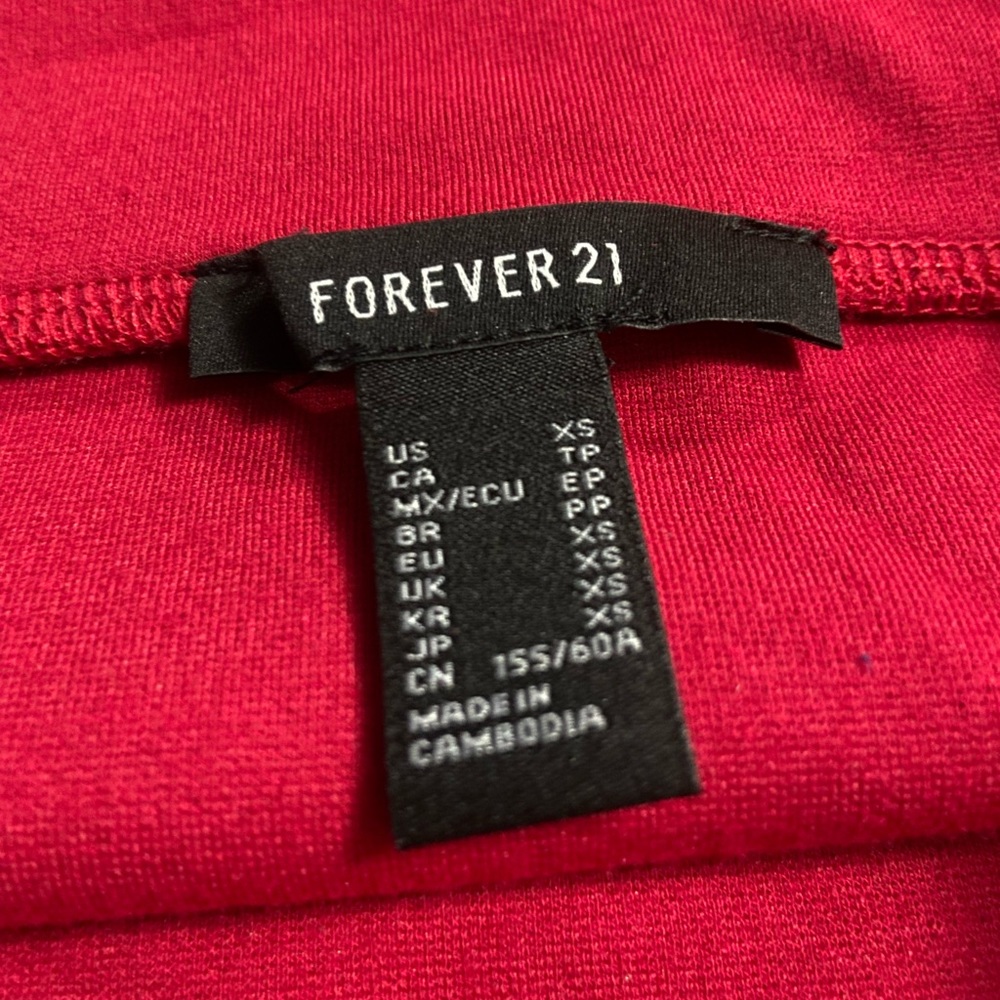 FOREVER 21
US XS
CA TP
MX/ECU EP
BR PP
EU XS
UK XS
KR XS
JP XS
CN 155/60A
MADE IN
CAMBODIA